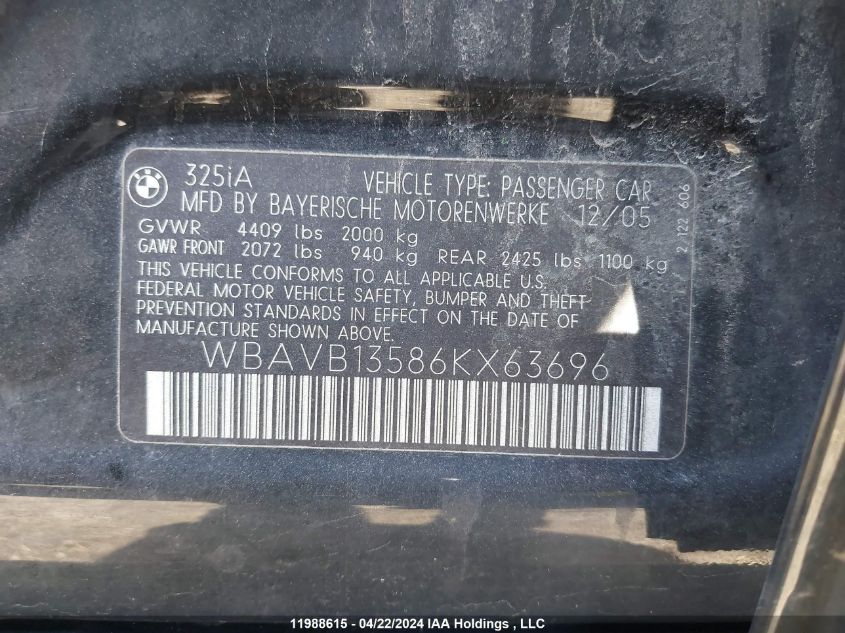 BMW
325iA VEHICLE TYPE: PASSENGER CAR
MFD BY BAYERISCHE MOTORENWERKE 12/05
GVWR 4409 lbs 2000 kg
GAWR FRONT 2072 lbs 940 kg REAR 2425 lbs 1100 kg
THIS VEHICLE CONFORMS TO ALL APPLICABLE U.S.
FEDERAL MOTOR VEHICLE SAFETY, BUMPER AND THEFT
PREVENTION STANDARDS IN EFFECT ON THE DATE OF
MANUFACTURE SHOWN ABOVE.
WBAVB13586KX63696
2 122 606
11988615 - 04/22/2024 IAA Holdings , LLC